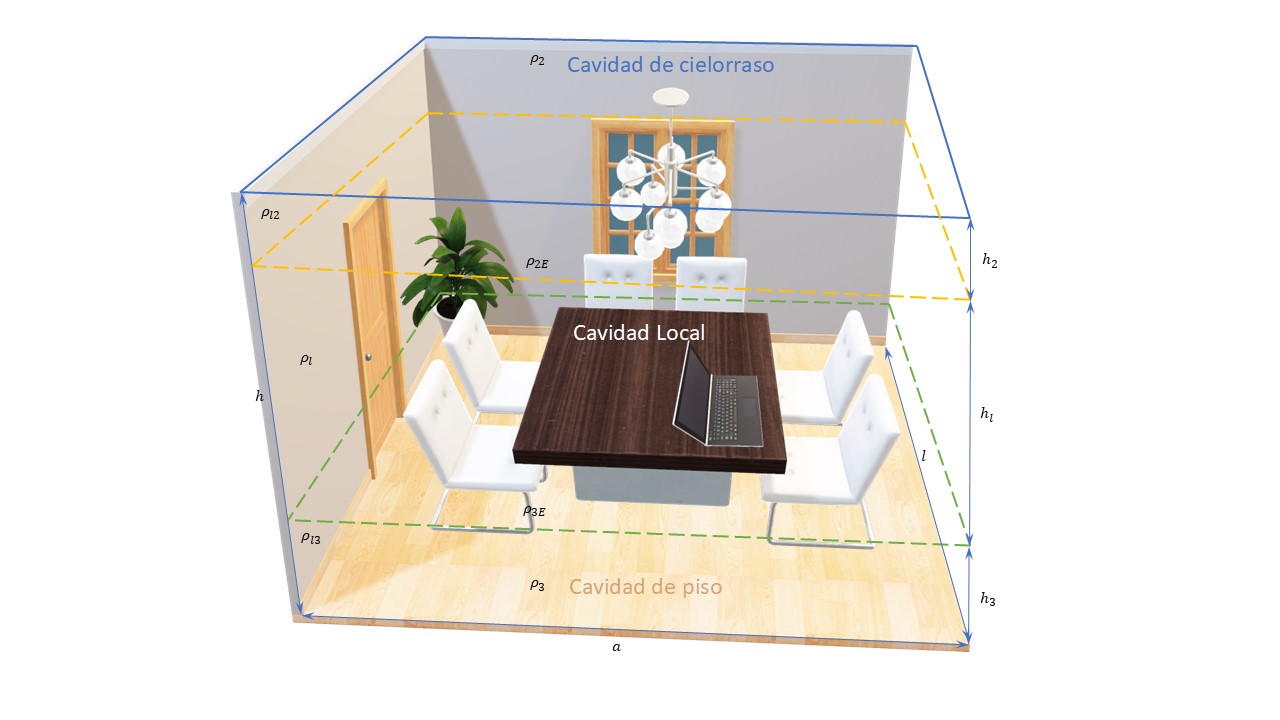 ρ2
Cavidad de cielorraso
ρl2
ρ2E
h2
Cavidad Local
ρl
h
hl
l
ρ3E
ρl3
ρ3
Cavidad de piso
h3
a